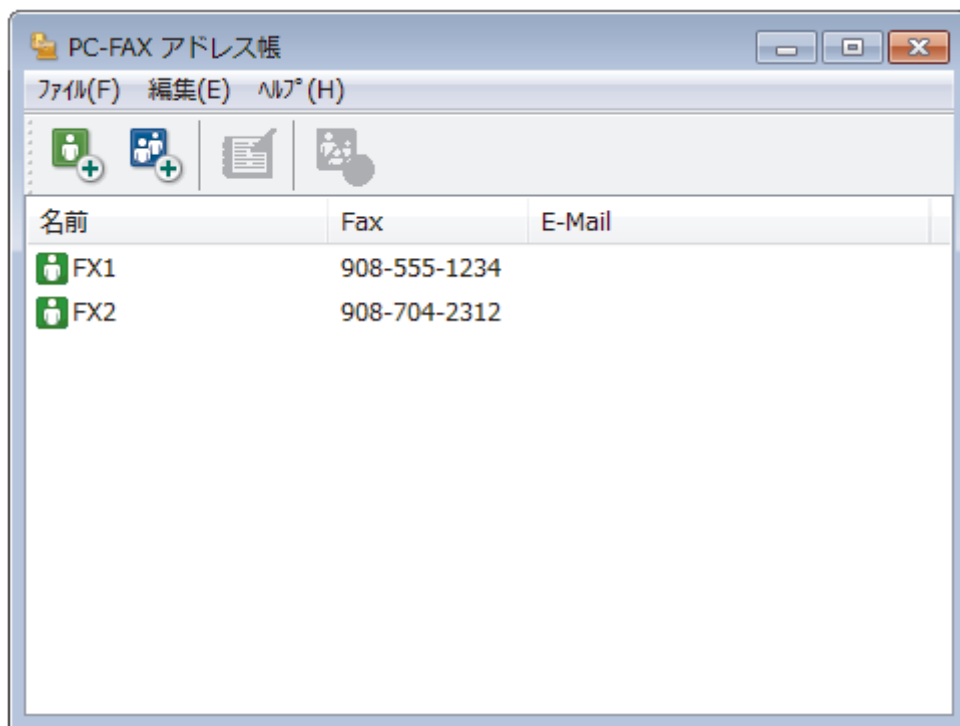 PC-FAX アドレス帳
ﾌｧｲﾙ(F) 編集(E) ﾍﾙﾌﾟ(H)
名前 Fax E-Mail
FX1 908-555-1234
FX2 908-704-2312